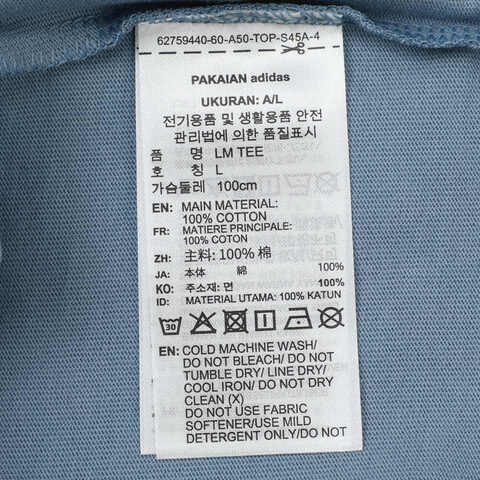 62759440-60-A50-TOP-S45A-4
PAKAIAN adidas
UKURAN: A/L
전기용품 및 생활용품 안전
관리법에 의한 품질표시
품 명 LM TEE
호 칭 L
가슴둘레 100cm
EN: MAIN MATERIAL:
100% COTTON
FR: MATIERE PRINCIPALE:
100% COTON
ZH: 主料: 100% 棉
JA: 本体 綿 100%
KO: 주소재: 면 100%
ID: MATERIAL UTAMA: 100% KATUN
30
EN: COLD MACHINE WASH/
DO NOT BLEACH/ DO NOT
TUMBLE DRY/ LINE DRY/
COOL IRON/ DO NOT DRY
CLEAN (X)
DO NOT USE FABRIC
SOFTENER/USE MILD
DETERGENT ONLY/DO NOT